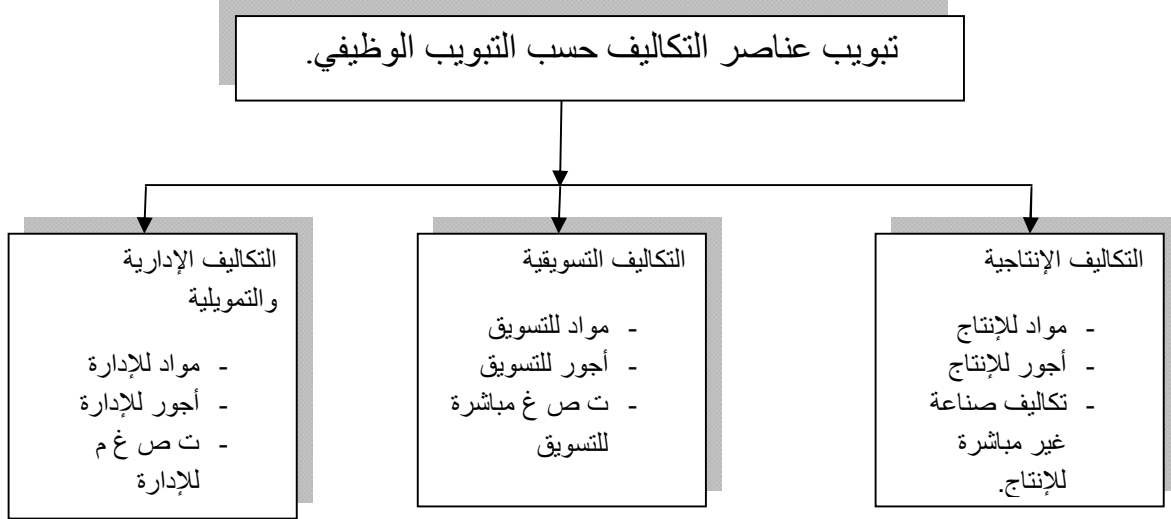 تبويب عناصر التكاليف حسب التبويب الوظيفي.
التكاليف الإنتاجية
- مواد للإنتاج
- أجور للإنتاج
- تكاليف صناعة
غير مباشرة
للإنتاج.
التكاليف التسويقية
- مواد للتسويق
- أجور للتسويق
- ت ص غ مباشرة
للتسويق
التكاليف الإدارية
والتمويلية
- مواد للإدارة
- أجور للإدارة
- ت ص غ م
للإدارة